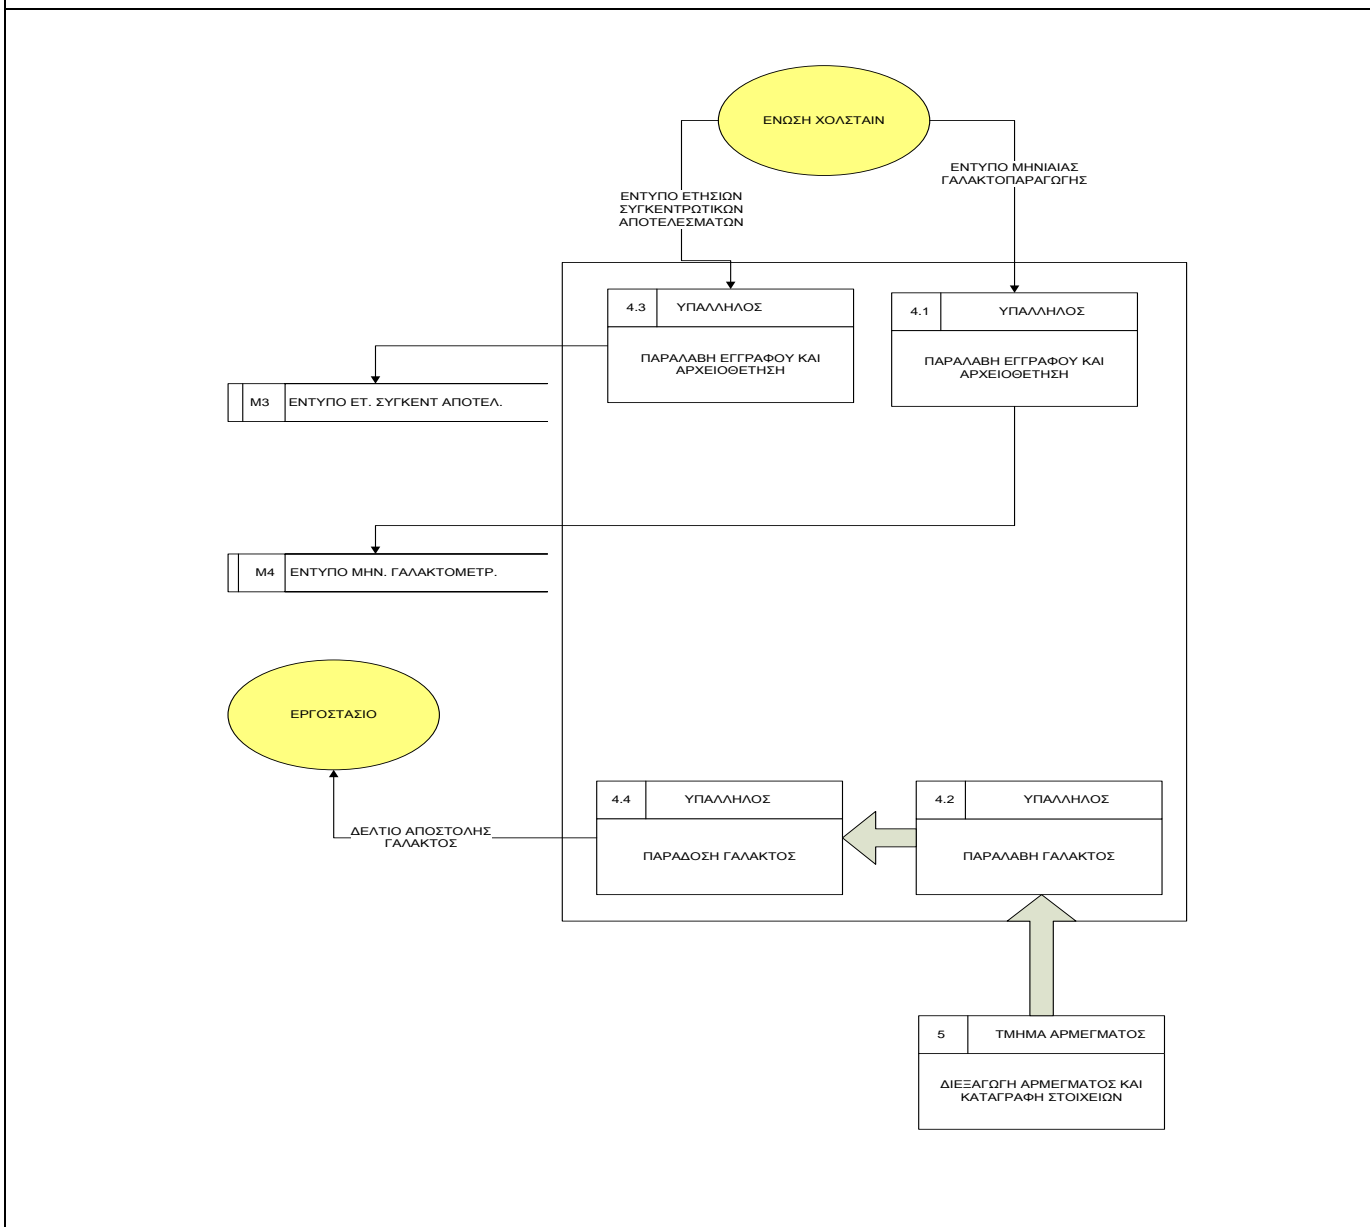 ΕΝΩΣΗ ΧΟΛΣΤΑΙΝ
ΕΝΤΥΠΟ ΜΗΝΙΑΙΑΣ
ΓΑΛΑΚΤΟΠΑΡΑΓΩΓΗΣ
ΕΝΤΥΠΟ ΕΤΗΣΙΩΝ
ΣΥΓΚΕΝΤΡΩΤΙΚΩΝ
ΑΠΟΤΕΛΕΣΜΑΤΩΝ
4.3 ΥΠΑΛΛΗΛΟΣ
ΠΑΡΑΛΑΒΗ ΕΓΓΡΑΦΟΥ ΚΑΙ
ΑΡΧΕΙΟΘΕΤΗΣΗ
4.1 ΥΠΑΛΛΗΛΟΣ
ΠΑΡΑΛΑΒΗ ΕΓΓΡΑΦΟΥ ΚΑΙ
ΑΡΧΕΙΟΘΕΤΗΣΗ
Μ3 ΕΝΤΥΠΟ ΕΤ. ΣΥΓΚΕΝΤ ΑΠΟΤΕΛ.
Μ4 ΕΝΤΥΠΟ ΜΗΝ. ΓΑΛΑΚΤΟΜΕΤΡ.
ΕΡΓΟΣΤΑΣΙΟ
ΔΕΛΤΙΟ ΑΠΟΣΤΟΛΗΣ
ΓΑΛΑΚΤΟΣ
4.4 ΥΠΑΛΛΗΛΟΣ
ΠΑΡΑΔΟΣΗ ΓΑΛΑΚΤΟΣ
4.2 ΥΠΑΛΛΗΛΟΣ
ΠΑΡΑΛΑΒΗ ΓΑΛΑΚΤΟΣ
5 ΤΜΗΜΑ ΑΡΜΕΓΜΑΤΟΣ
ΔΙΕΞΑΓΩΓΗ ΑΡΜΕΓΜΑΤΟΣ ΚΑΙ
ΚΑΤΑΓΡΑΦΗ ΣΤΟΙΧΕΙΩΝ